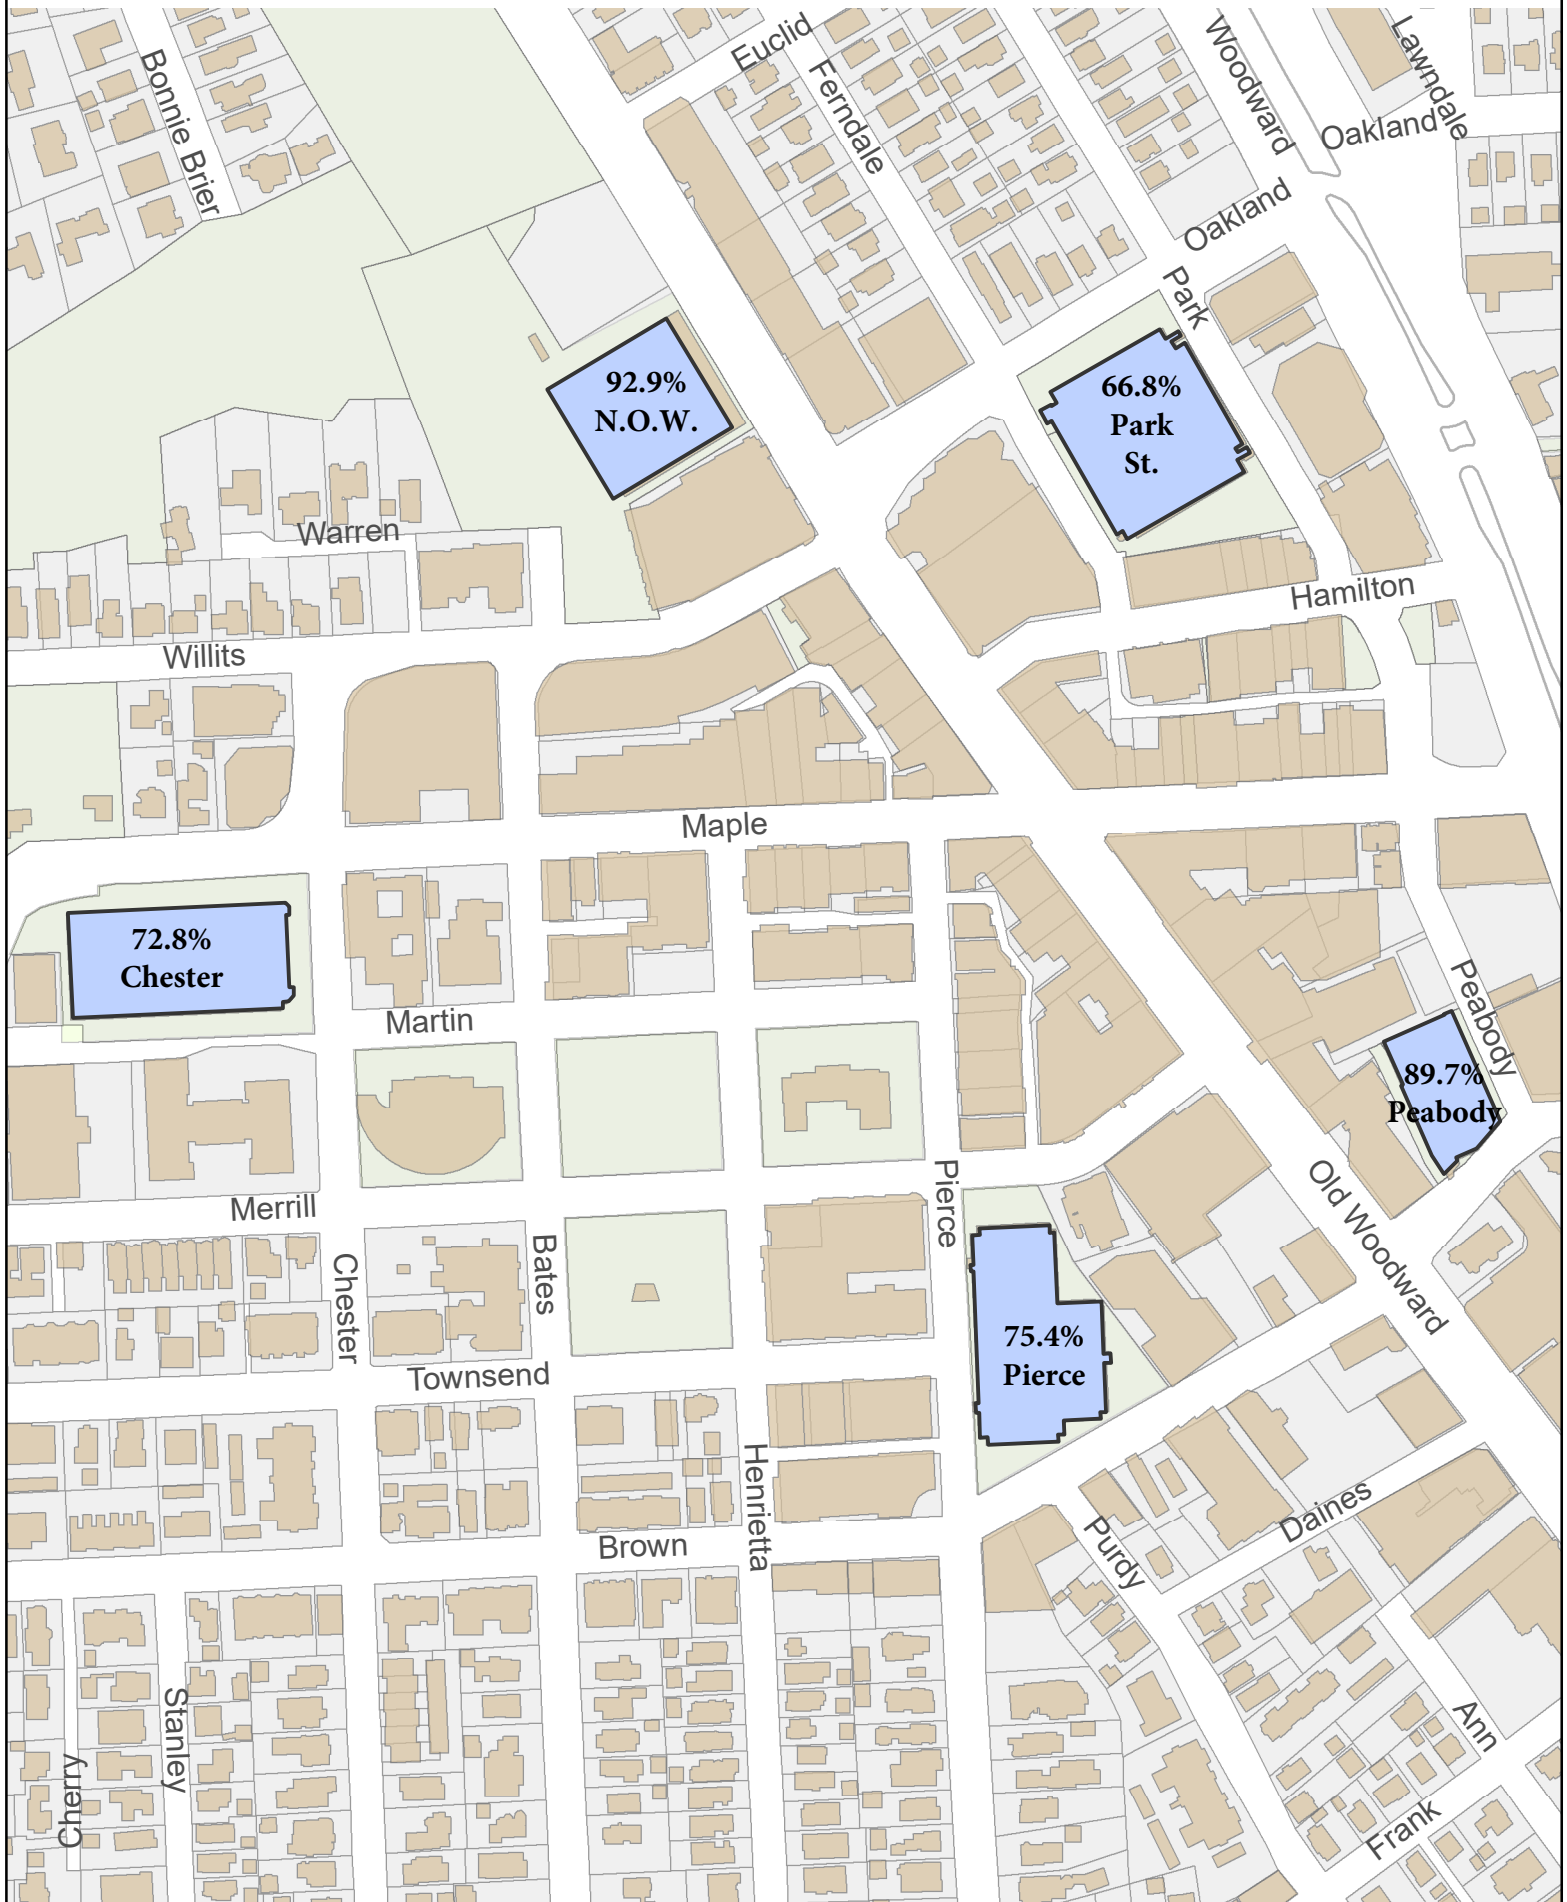 Euclid
Bonnie Brier
Ferndale
Woodward
Lawndale
Oakland
Oakland
Park
92.9%
N.O.W.
66.8%
Park
St.
Warren
Hamilton
Willits
Maple
72.8%
Chester
Martin
Peabody
89.7%
Peabody
Merrill
Pierce
Old Woodward
Chester
Bates
75.4%
Pierce
Townsend
Henrietta
Brown
Daines
Purdy
Stanley
Cherry
Ann
Frank